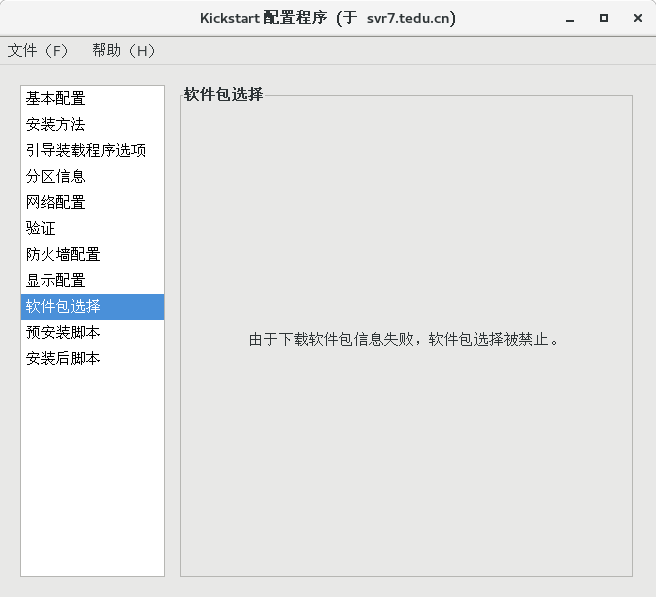 Kickstart 配置程序（于 svr7.tedu.cn）
文件（F） 帮助（H）
基本配置
安装方法
引导装载程序选项
分区信息
网络配置
验证
防火墙配置
显示配置
软件包选择
预安装脚本
安装后脚本
软件包选择
由于下载软件包信息失败，软件包选择被禁止。